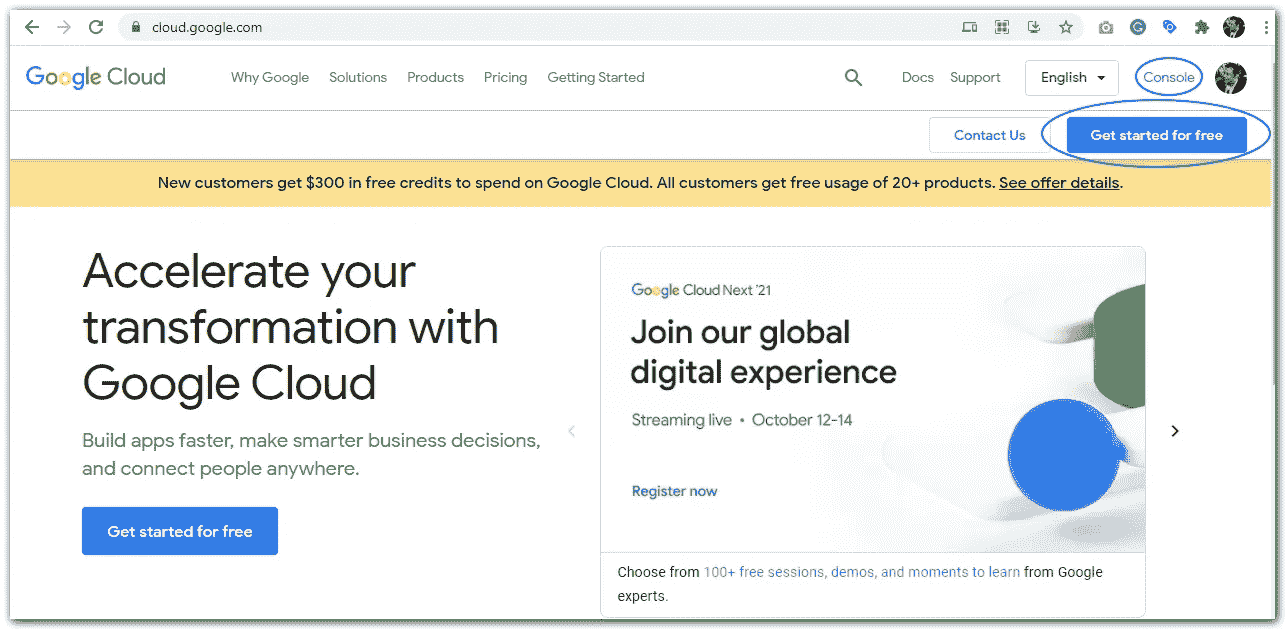 cloud.google.com
Google Cloud
Why Google Solutions Products Pricing Getting Started
Docs Support English Console
Contact Us Get started for free
New customers get $300 in free credits to spend on Google Cloud. All customers get free usage of 20+ products. See offer details.
Accelerate your
transformation with
Google Cloud
Build apps faster, make smarter business decisions,
and connect people anywhere.
Get started for free
Google Cloud Next '21
Join our global
digital experience
Streaming live • October 12-14
Register now
Choose from 100+ free sessions, demos, and moments to learn from Google
experts.